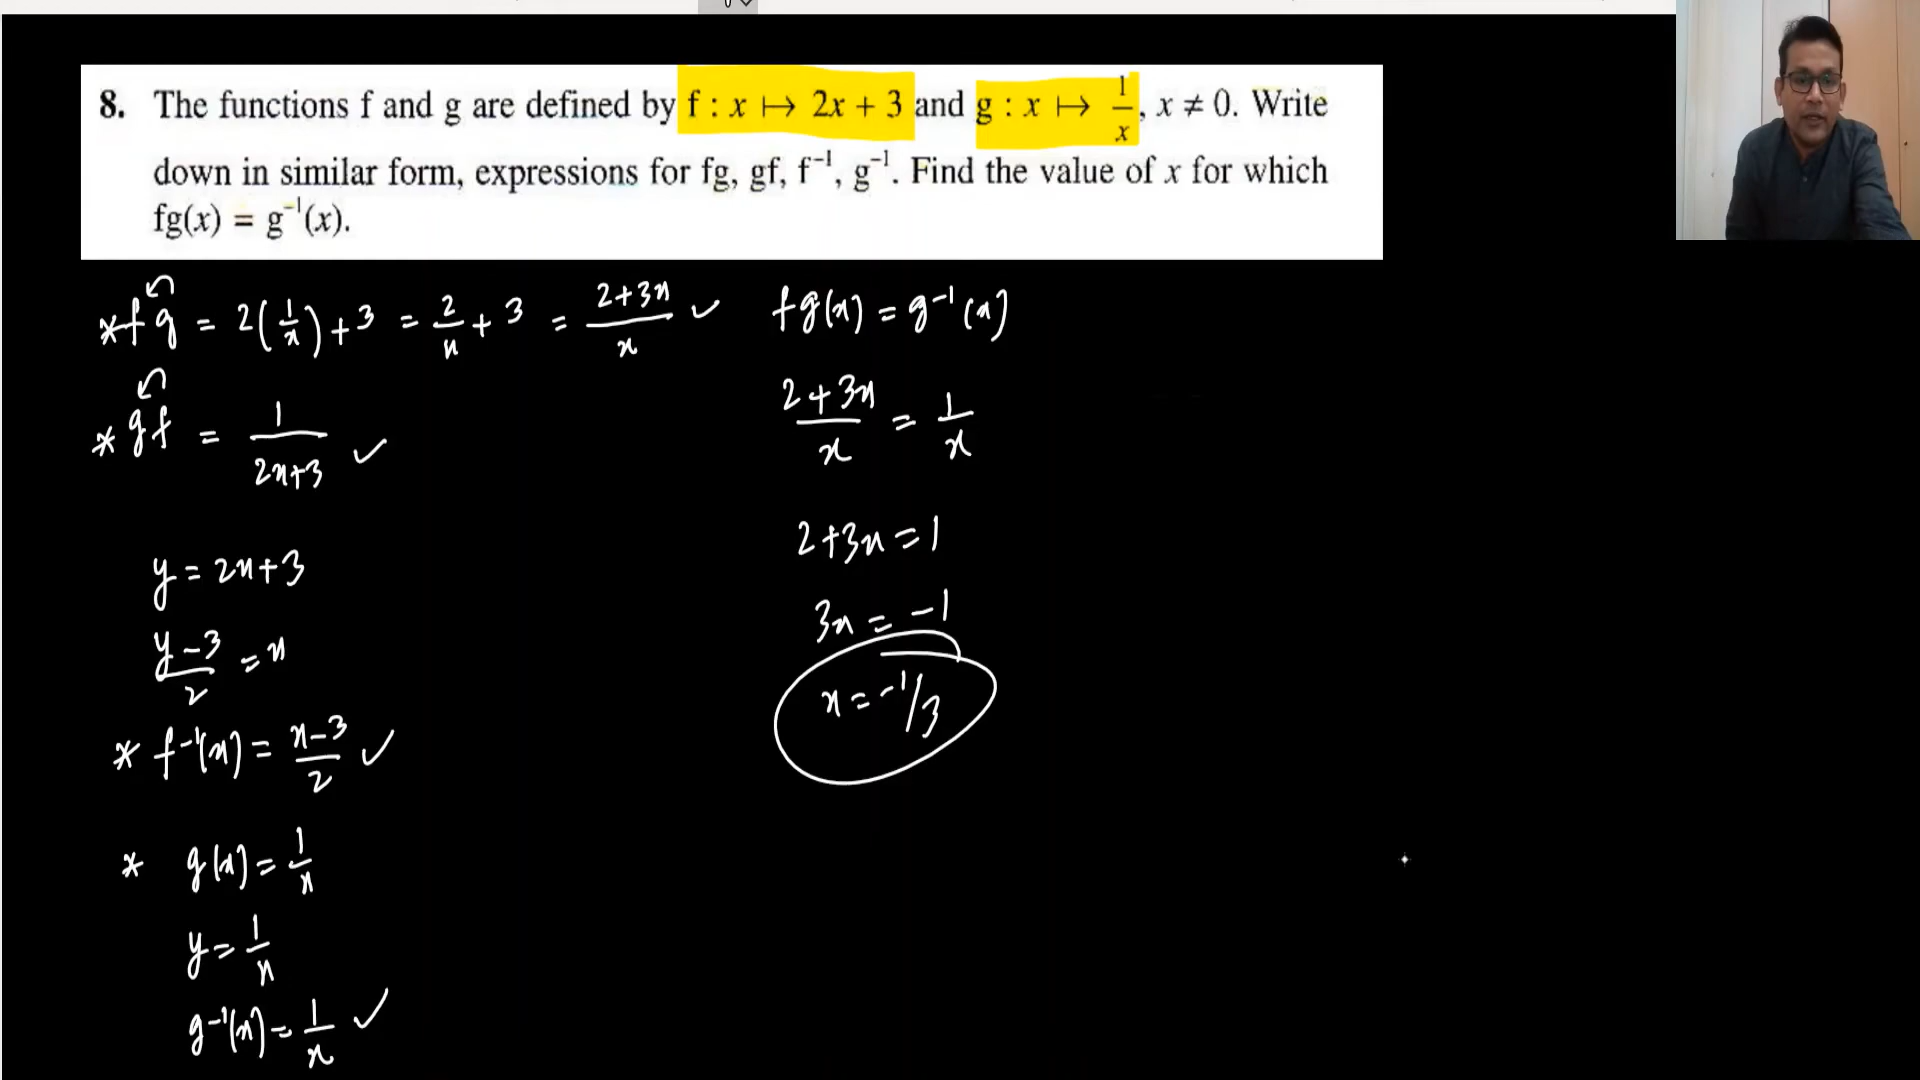 8. The functions f and g are defined by f : x ↦ 2x + 3 and g : x ↦ 1/x, x ≠ 0. Write
down in similar form, expressions for fg, gf, f⁻¹, g⁻¹. Find the value of x for which
fg(x) = g⁻¹(x).
* fg = 2(1/x) + 3 = 2/x + 3 = (2+3x)/x ✓
* gf = 1/(2x+3) ✓
y = 2x+3
(y-3)/2 = x
* f⁻¹(x) = (x-3)/2 ✓
* g(x) = 1/x
y = 1/x
g⁻¹(x) = 1/x ✓
fg(x) = g⁻¹(x)
(2+3x)/x = 1/x
2+3x = 1
3x = -1
x = -1/3